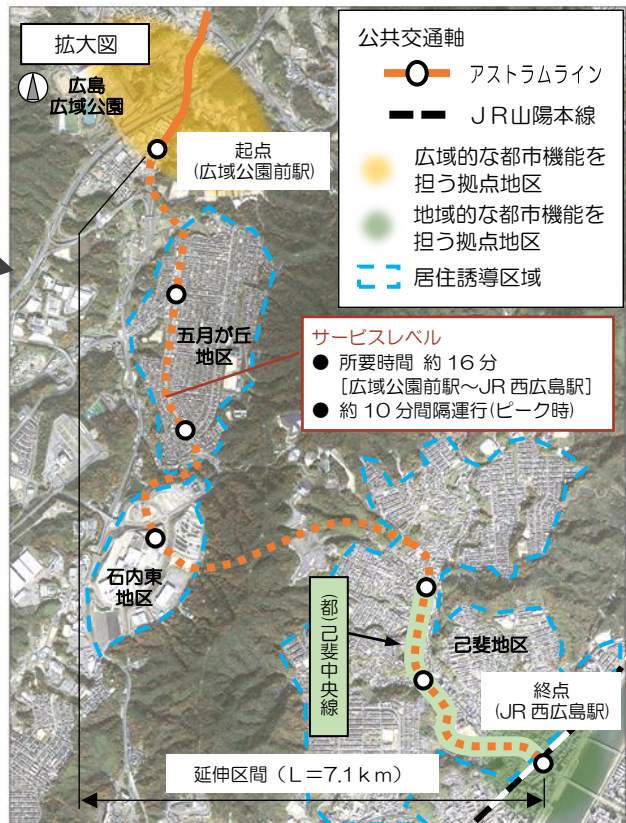 拡大図
広島
広域公園
起点
(広域公園前駅)
公共交通軸
アストラムライン
ＪＲ山陽本線
広域的な都市機能を
担う拠点地区
地域的な都市機能を
担う拠点地区
居住誘導区域
五月が丘
地区
サービスレベル
● 所要時間 約 16 分
[広域公園前駅～JR 西広島駅]
● 約 10 分間隔運行(ピーク時)
石内東
地区
(都)己斐中央線
己斐地区
終点
(JR 西広島駅)
延伸区間（Ｌ＝7.1ｋｍ）